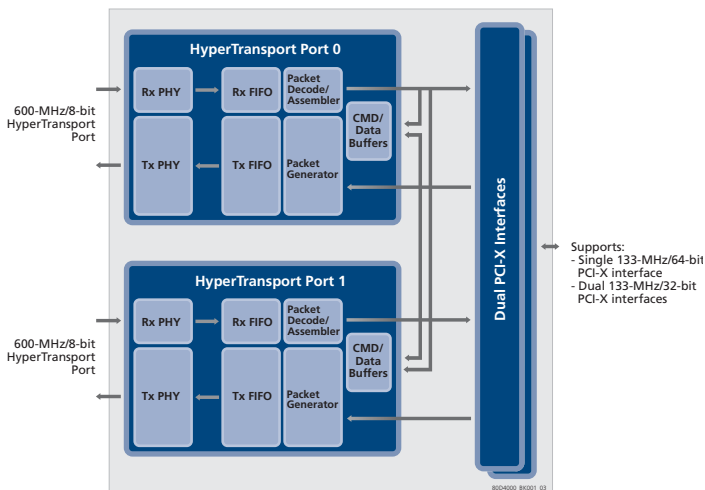 HyperTransport Port 0
Rx PHY
Rx FIFO
Packet
Decode/
Assembler
600-MHz/8-bit
HyperTransport
Port
CMD/
Data
Buffers
Tx PHY
Tx FIFO
Packet
Generator
Dual PCI-X Interfaces
Supports:
- Single 133-MHz/64-bit
PCI-X interface
- Dual 133-MHz/32-bit
PCI-X interfaces
HyperTransport Port 1
Rx PHY
Rx FIFO
Packet
Decode/
Assembler
600-MHz/8-bit
HyperTransport
Port
CMD/
Data
Buffers
Tx PHY
Tx FIFO
Packet
Generator
80D4000_BK001_03